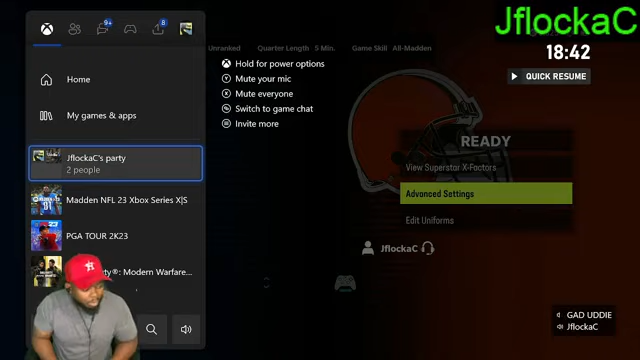 JflockaC
9+
8
18:42
QUICK RESUME
Unranked Quarter Length 5 Min. Game Skill All-Madden
Home
My games & apps
JflockaC's party
2 people
Madden NFL 23 Xbox Series X|S
PGA TOUR 2K23
Modern Warfare...
Hold for power options
Mute your mic
Mute everyone
Switch to game chat
Invite more
READY
View Superstar X-Factors
Advanced Settings
Edit Uniforms
JflockaC
GAD UDDIE
JflockaC